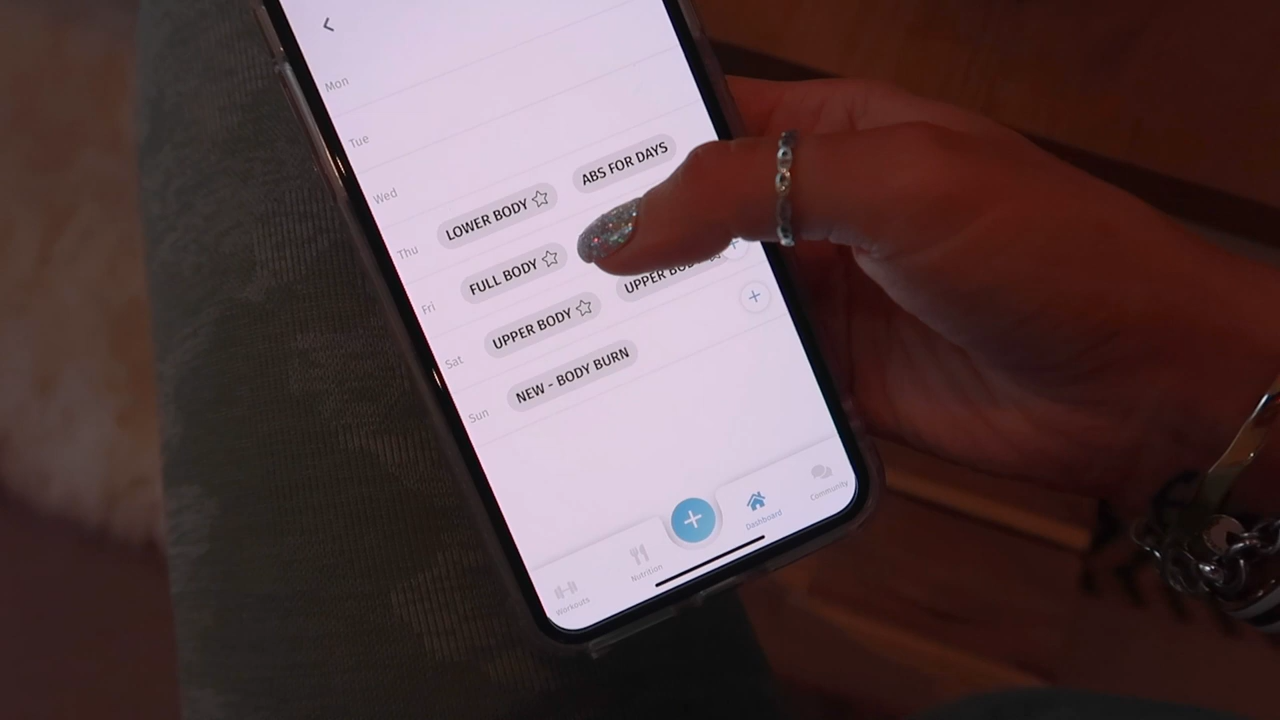 Mon
Tue
Wed
ABS FOR DAYS
Thu LOWER BODY
Fri FULL BODY
UPPER
Sat UPPER BODY
Sun NEW - BODY BURN
Workouts Nutrition Dashboard Community